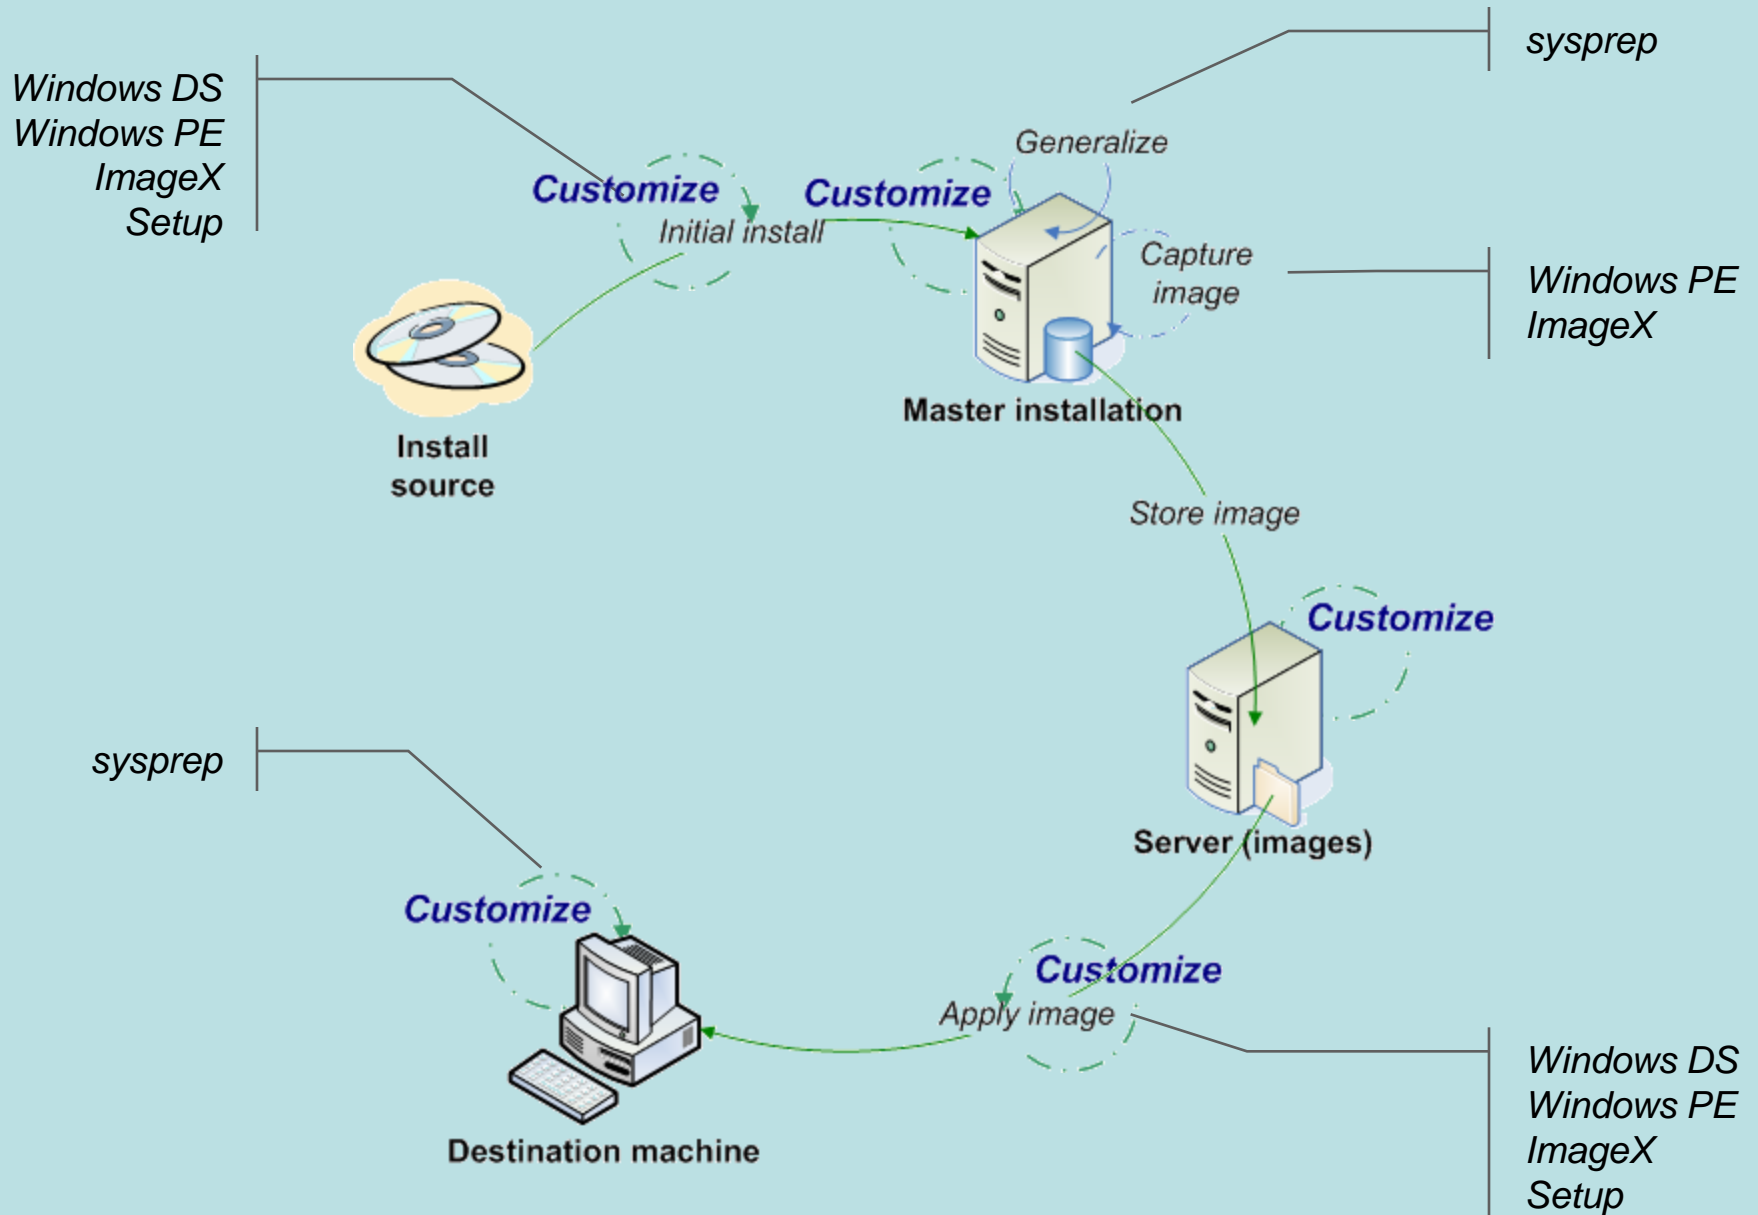 sysprep
Windows DS
Windows PE
ImageX
Setup
Generalize
Customize
Customize
Initial install
Capture
image
Windows PE
ImageX
Master installation
Install
source
Store image
Customize
sysprep
Server (images)
Customize
Customize
Apply image
Windows DS
Windows PE
ImageX
Setup
Destination machine